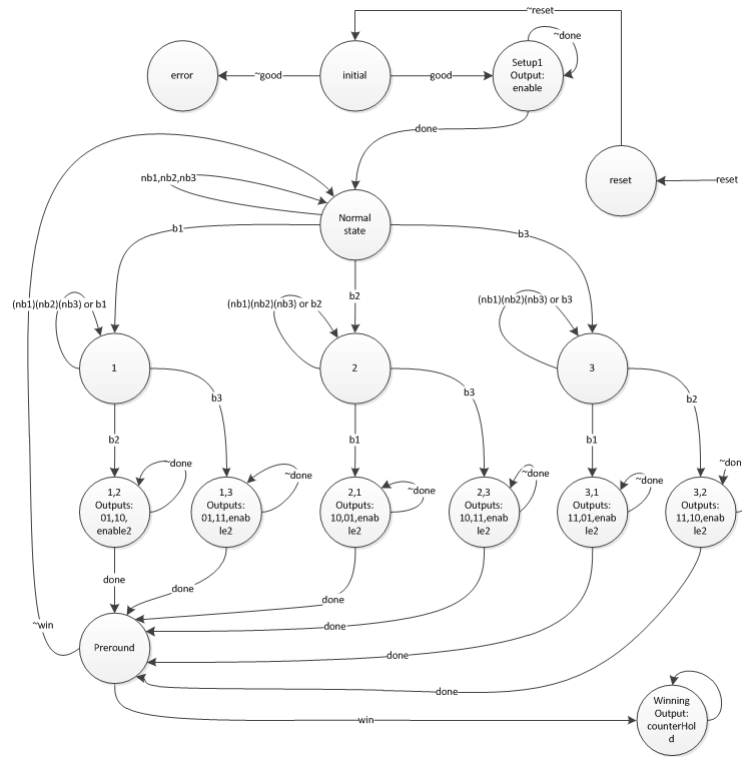 ~reset
error
~good
initial
good
Setup1
Output:
enable
~done
done
reset
reset
nb1,nb2,nb3
Normal
state
b1
b3
b2
(nb1)(nb2)(nb3) or b1
(nb1)(nb2)(nb3) or b2
(nb1)(nb2)(nb3) or b3
1
2
3
b3
b3
b2
b2
b1
b1
~done
~done
~done
~done
~done
~don
1,2
Outputs:
01,10,
enable2
1,3
Outputs:
01,11,enab
le2
2,1
Outputs:
10,01,enab
le2
2,3
Outputs:
10,11,enab
le2
3,1
Outputs:
11,01,enab
le2
3,2
Outputs:
11,10,enab
le2
done
done
done
done
done
done
~win
Preround
win
Winning
Output:
counterHol
d